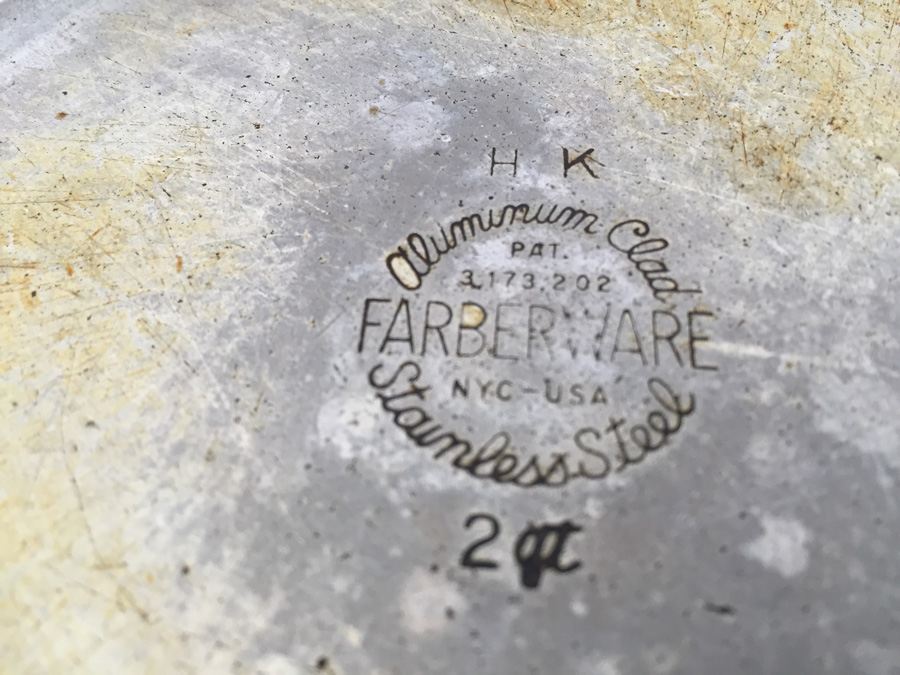 H K
Aluminum Clad
PAT.
3,173,202
FARBERWARE
NYC-USA
Stainless Steel
2 qt